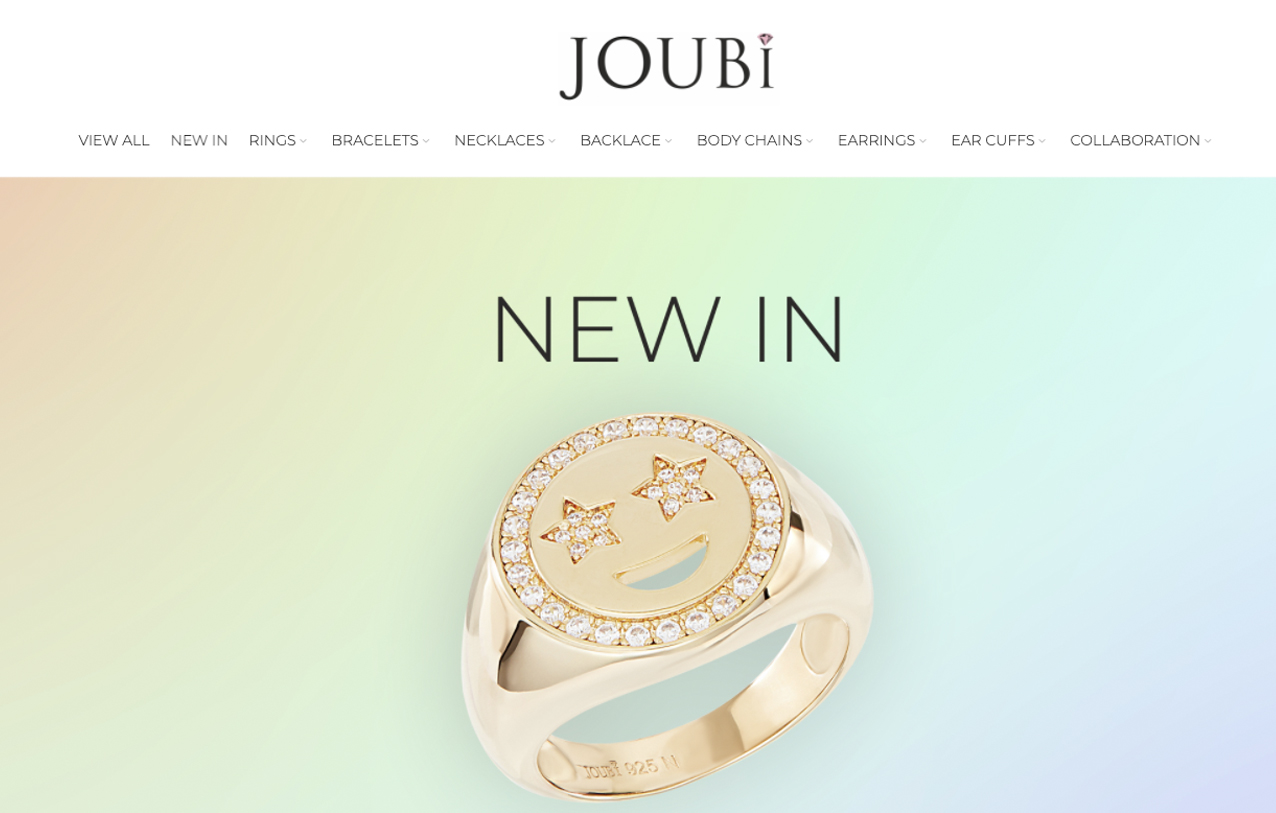 JOUBi
VIEW ALL NEW IN RINGS BRACELETS NECKLACES BACKLACE BODY CHAINS EARRINGS EAR CUFFS COLLABORATION
NEW IN
JOUBi 925 11